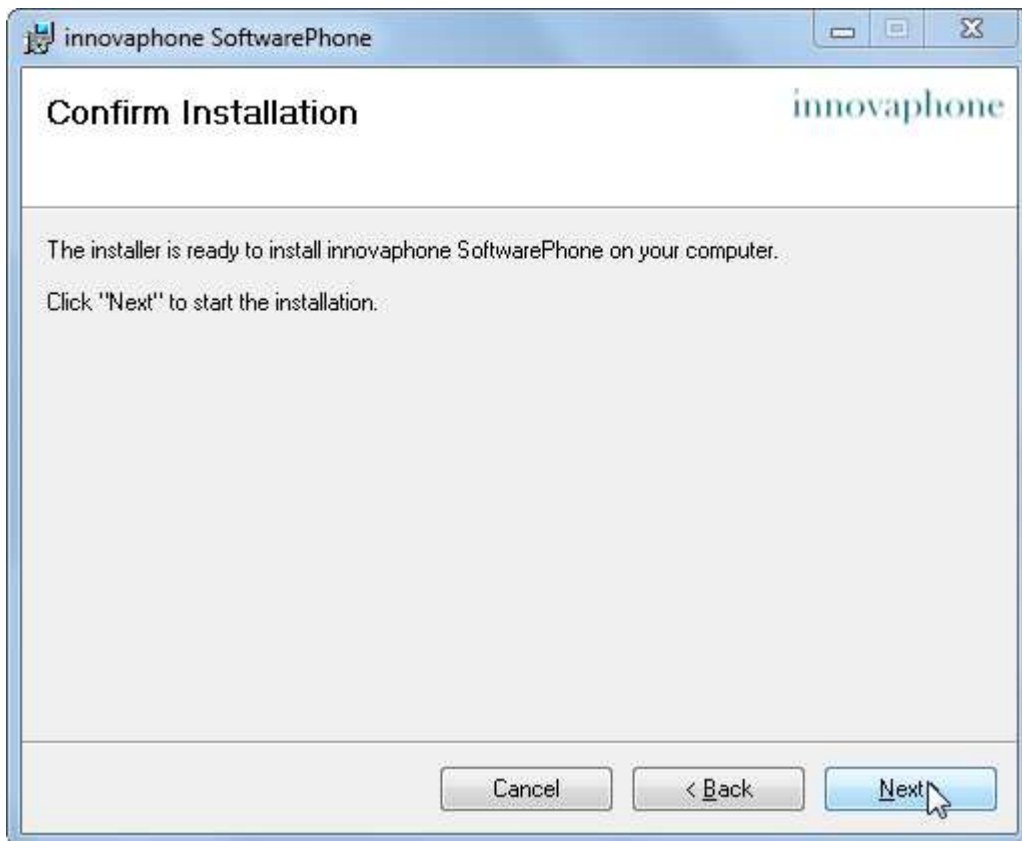 innovaphone SoftwarePhone
Confirm Installation
innovaphone
The installer is ready to install innovaphone SoftwarePhone on your computer.
Click "Next" to start the installation.
Cancel
< Back
Next